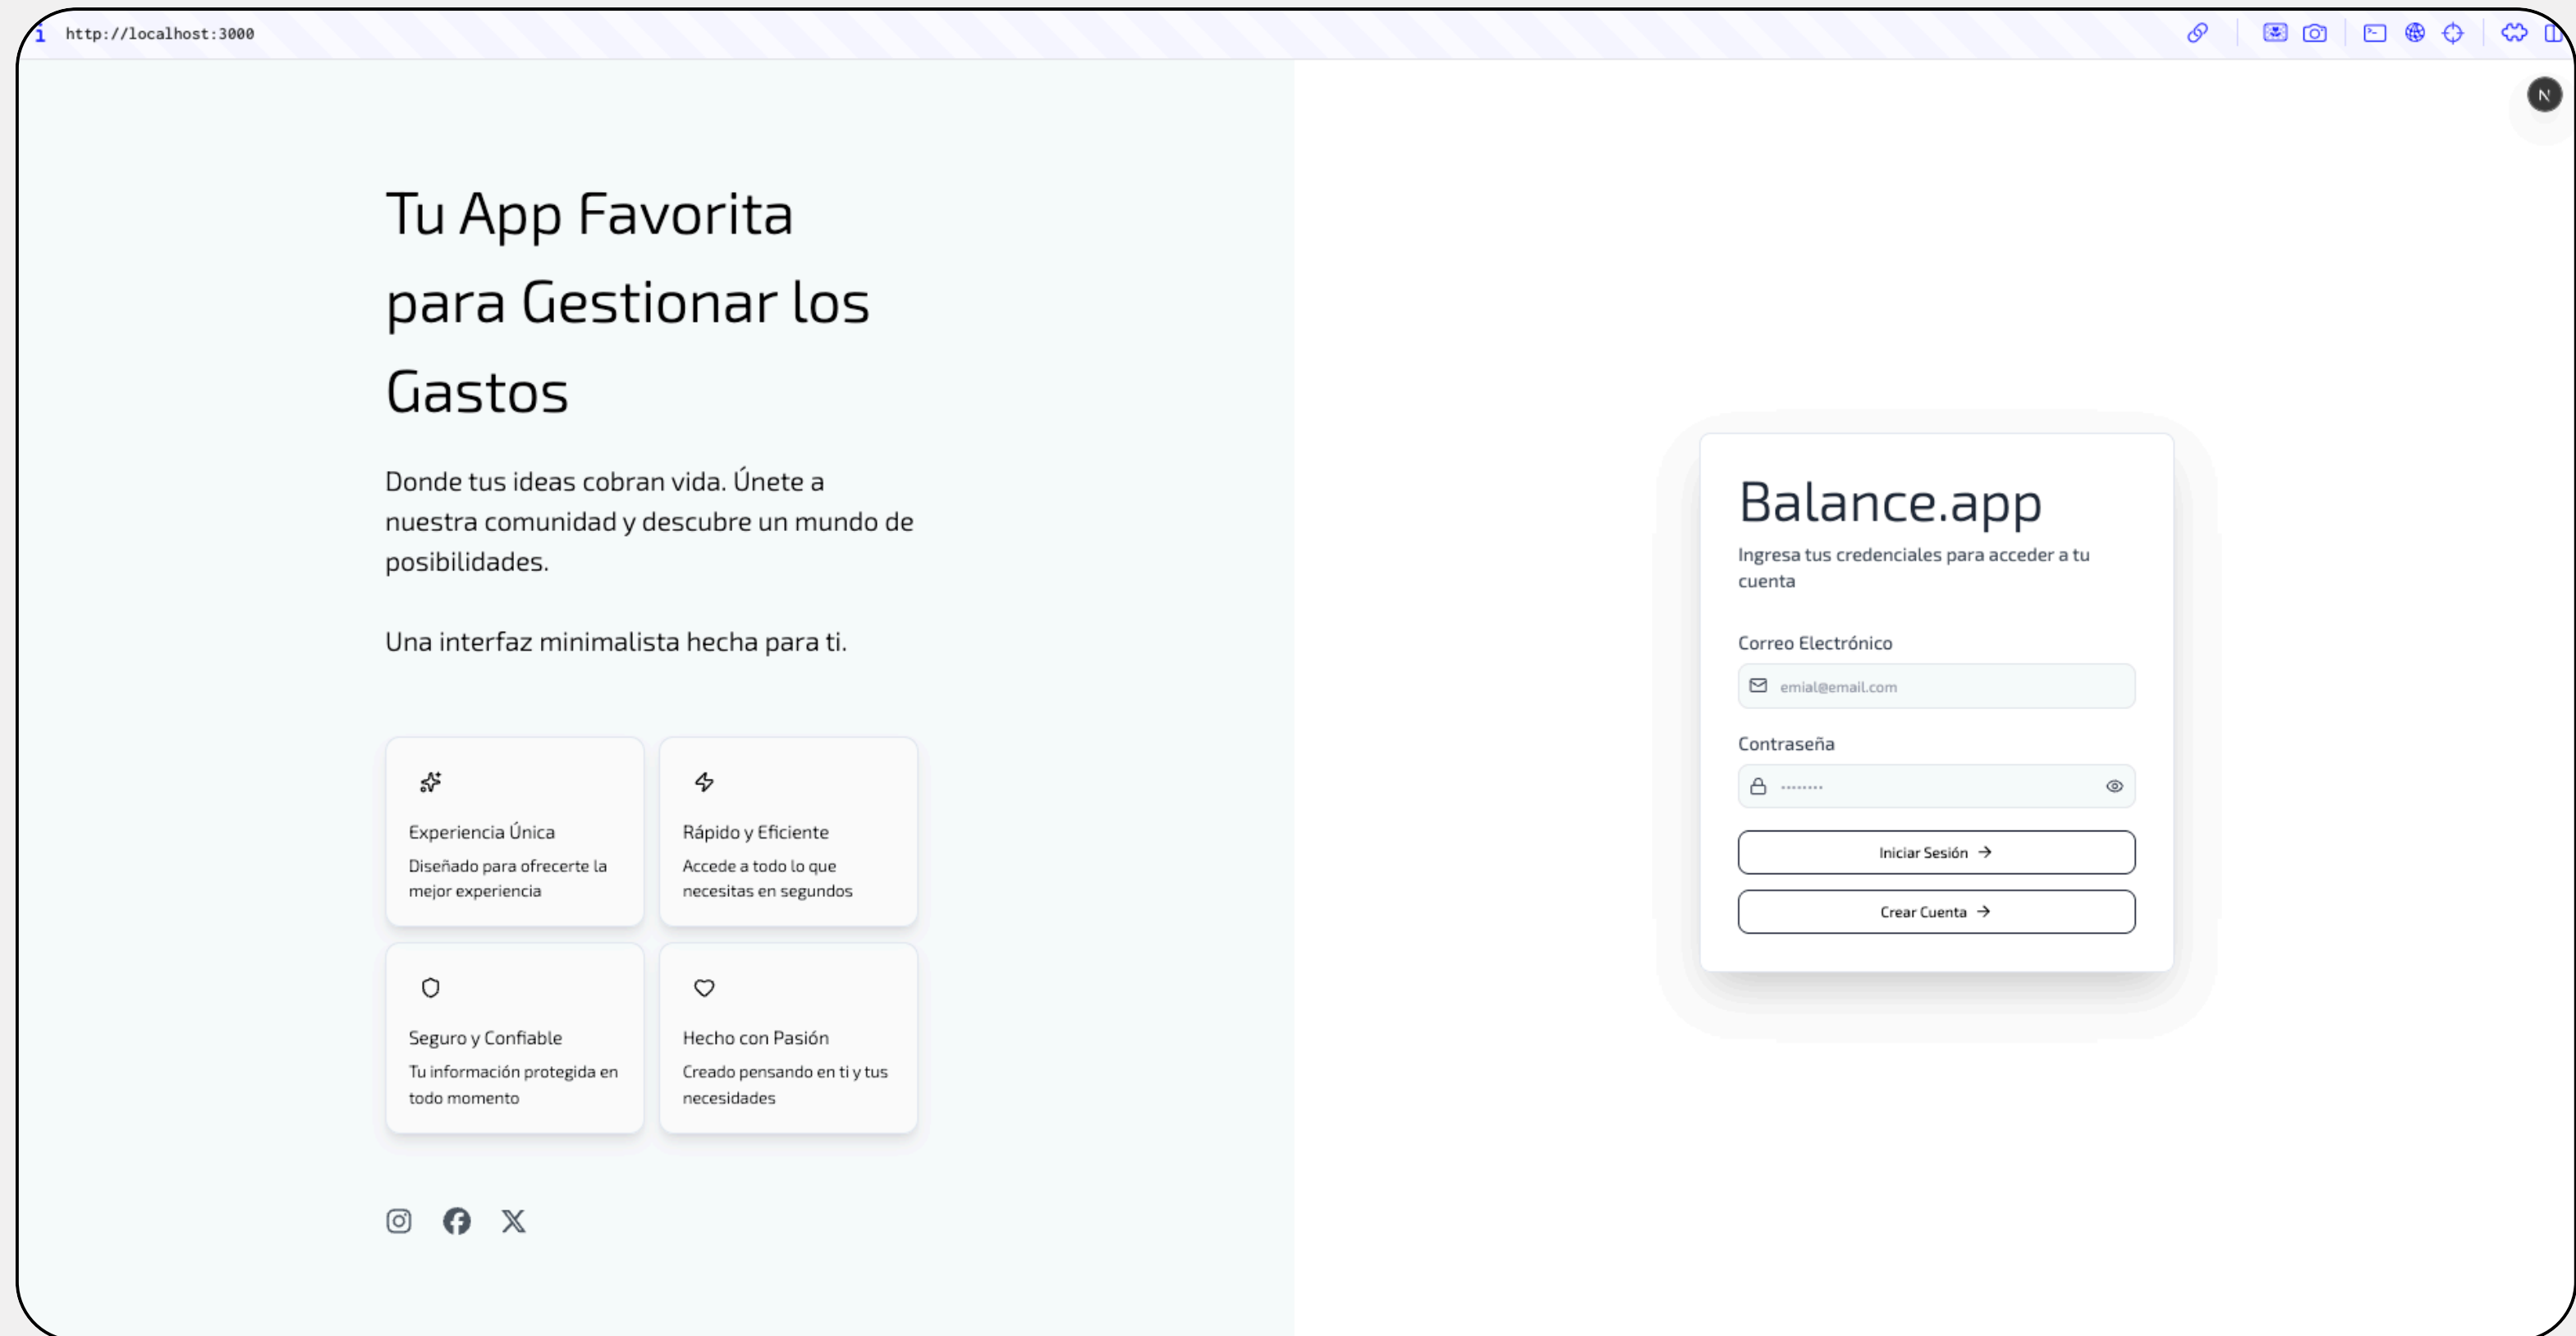 http://localhost:3000
N
Tu App Favorita
para Gestionar los
Gastos
Donde tus ideas cobran vida. Únete a
nuestra comunidad y descubre un mundo de
posibilidades.
Una interfaz minimalista hecha para ti.
Experiencia Única
Diseñado para ofrecerte la
mejor experiencia
Rápido y Eficiente
Accede a todo lo que
necesitas en segundos
Seguro y Confiable
Tu información protegida en
todo momento
Hecho con Pasión
Creado pensando en ti y tus
necesidades
Balance.app
Ingresa tus credenciales para acceder a tu
cuenta
Correo Electrónico
emial@email.com
Contraseña
••••••••
Iniciar Sesión →
Crear Cuenta →